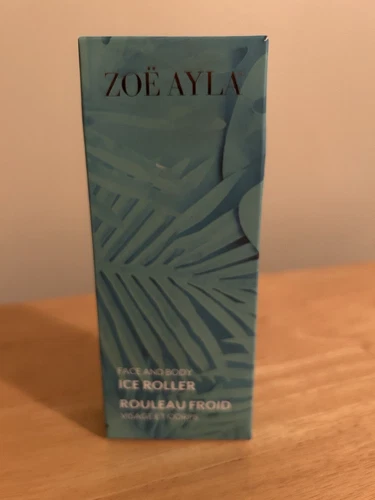 ZOË AYLA
FACE AND BODY
ICE ROLLER
ROULEAU FROID
VISAGE ET CORPS